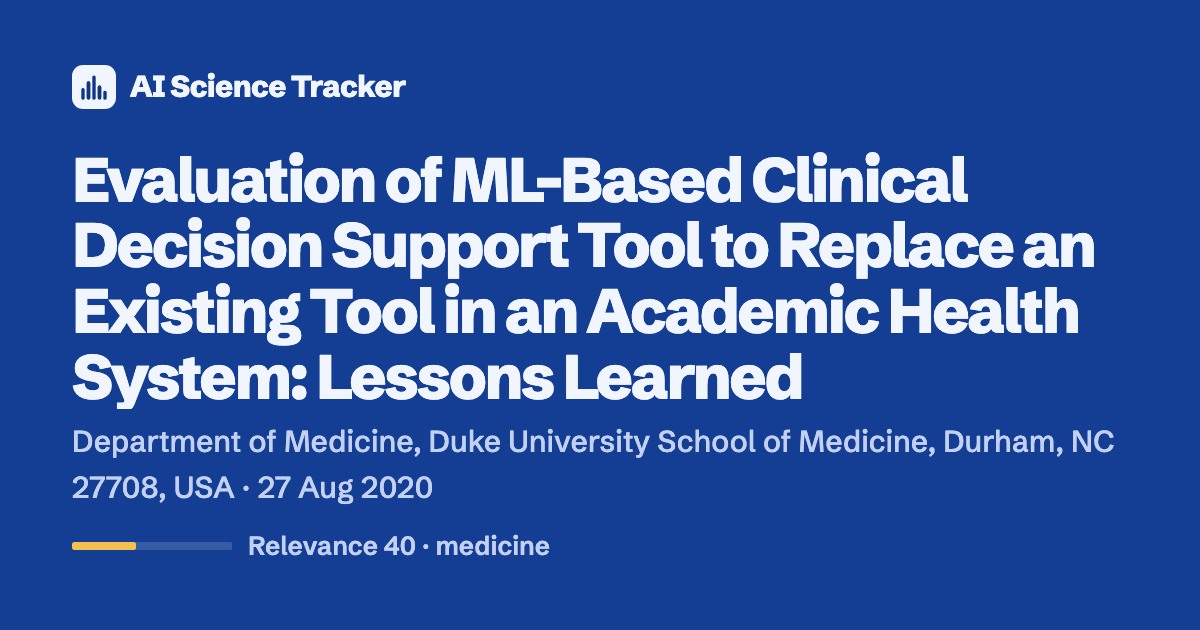 AI Science Tracker
Evaluation of ML-Based Clinical
Decision Support Tool to Replace an
Existing Tool in an Academic Health
System: Lessons Learned
Department of Medicine, Duke University School of Medicine, Durham, NC
27708, USA · 27 Aug 2020
Relevance 40 · medicine